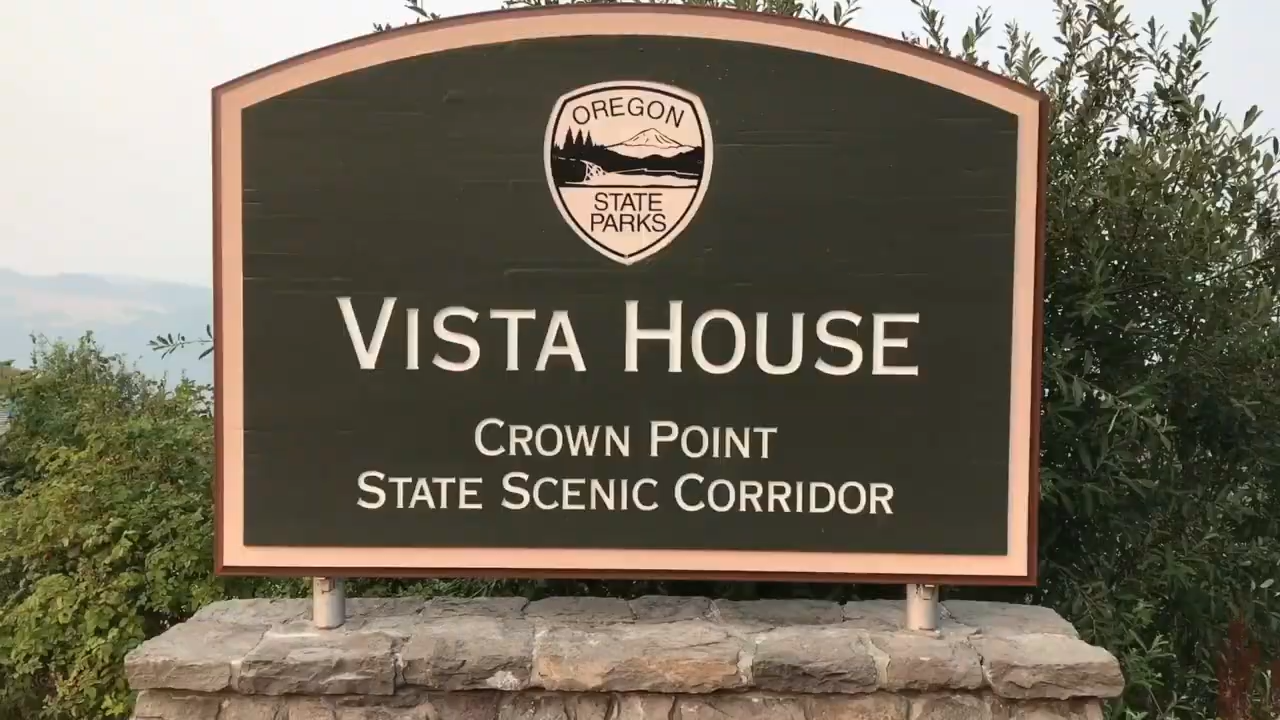 OREGON
STATE
PARKS
VISTA HOUSE
CROWN POINT
STATE SCENIC CORRIDOR